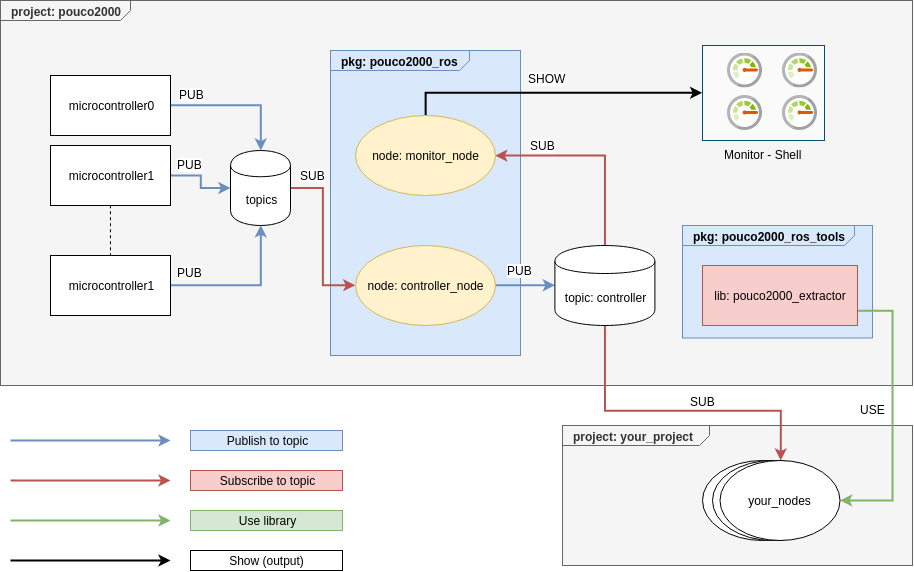 project: pouco2000
pkg: pouco2000_ros
SHOW
microcontroller0
PUB
node: monitor_node
SUB
Monitor - Shell
microcontroller1
PUB
topics
SUB
pkg: pouco2000_ros_tools
microcontroller1
PUB
node: controller_node
PUB
topic: controller
lib: pouco2000_extractor
SUB
USE
project: your_project
your_nodes
Publish to topic
Subscribe to topic
Use library
Show (output)